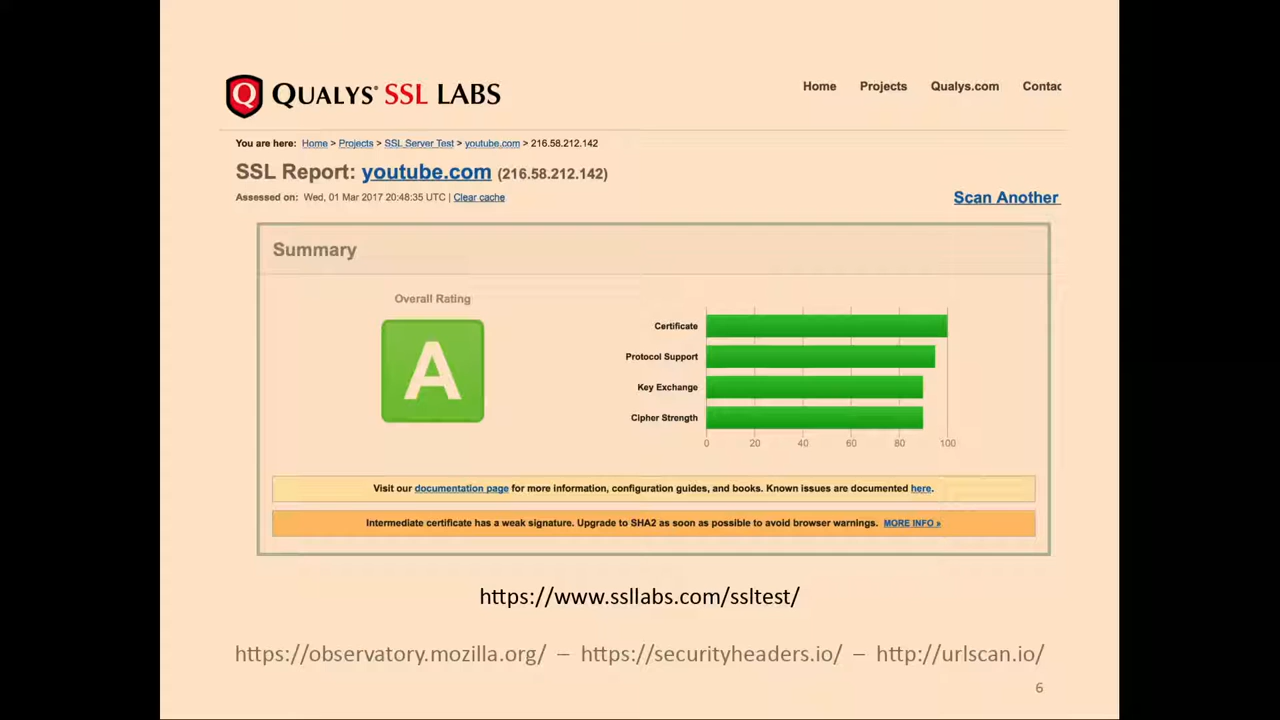 QUALYS® SSL LABS
Home Projects Qualys.com Contac
You are here: Home > Projects > SSL Server Test > youtube.com > 216.58.212.142
SSL Report: youtube.com (216.58.212.142)
Assessed on: Wed, 01 Mar 2017 20:48:35 UTC | Clear cache
Scan Another
Summary
Overall Rating
A
Certificate
Protocol Support
Key Exchange
Cipher Strength
0 20 40 60 80 100
Visit our documentation page for more information, configuration guides, and books. Known issues are documented here.
Intermediate certificate has a weak signature. Upgrade to SHA2 as soon as possible to avoid browser warnings. MORE INFO »
https://www.ssllabs.com/ssltest/
https://observatory.mozilla.org/ – https://securityheaders.io/ – http://urlscan.io/
6